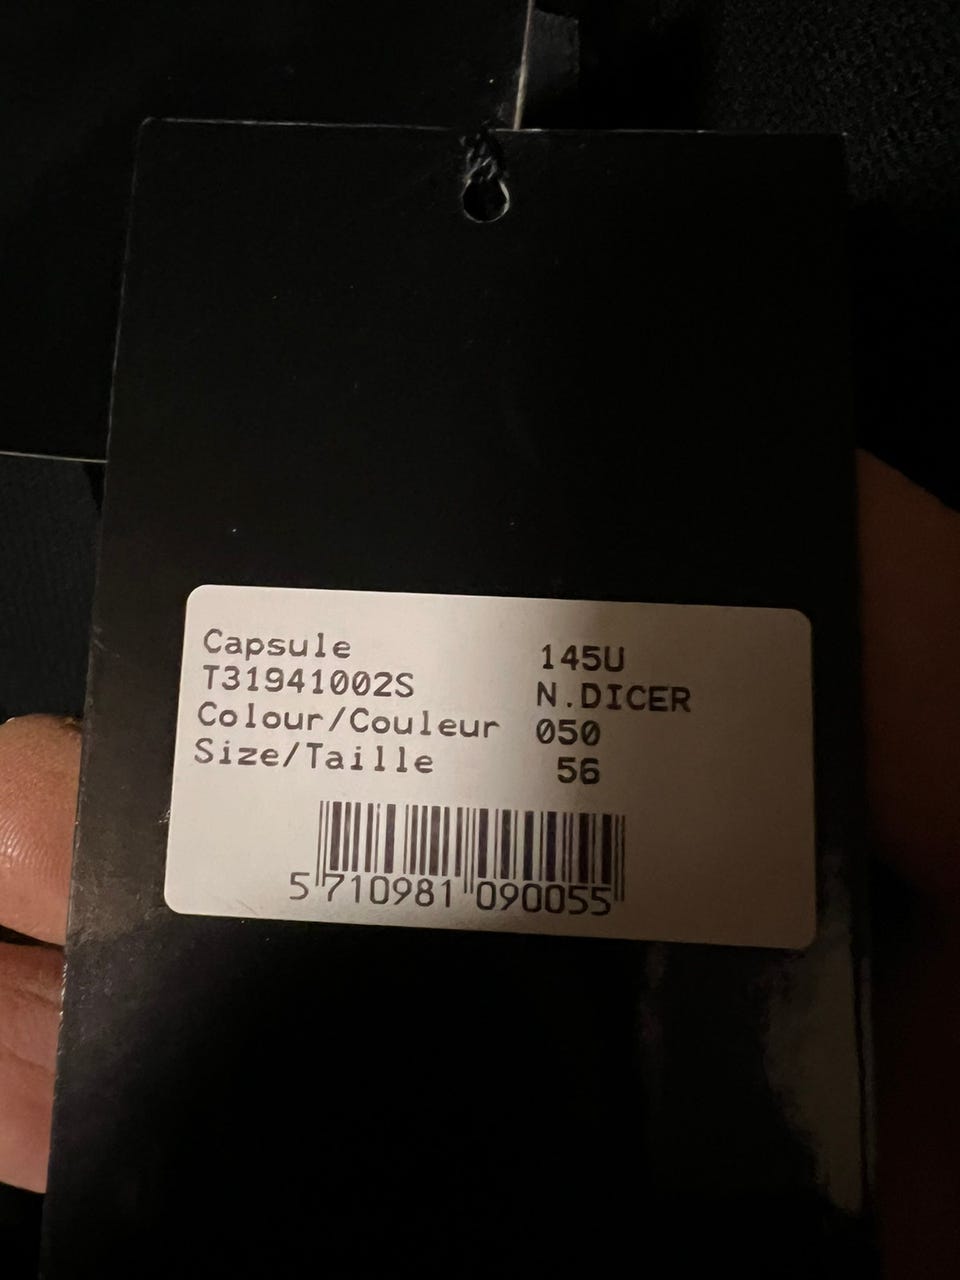 Capsule 145U
T31941002S N.DICER
Colour/Couleur 050
Size/Taille 56
5 710981 090055